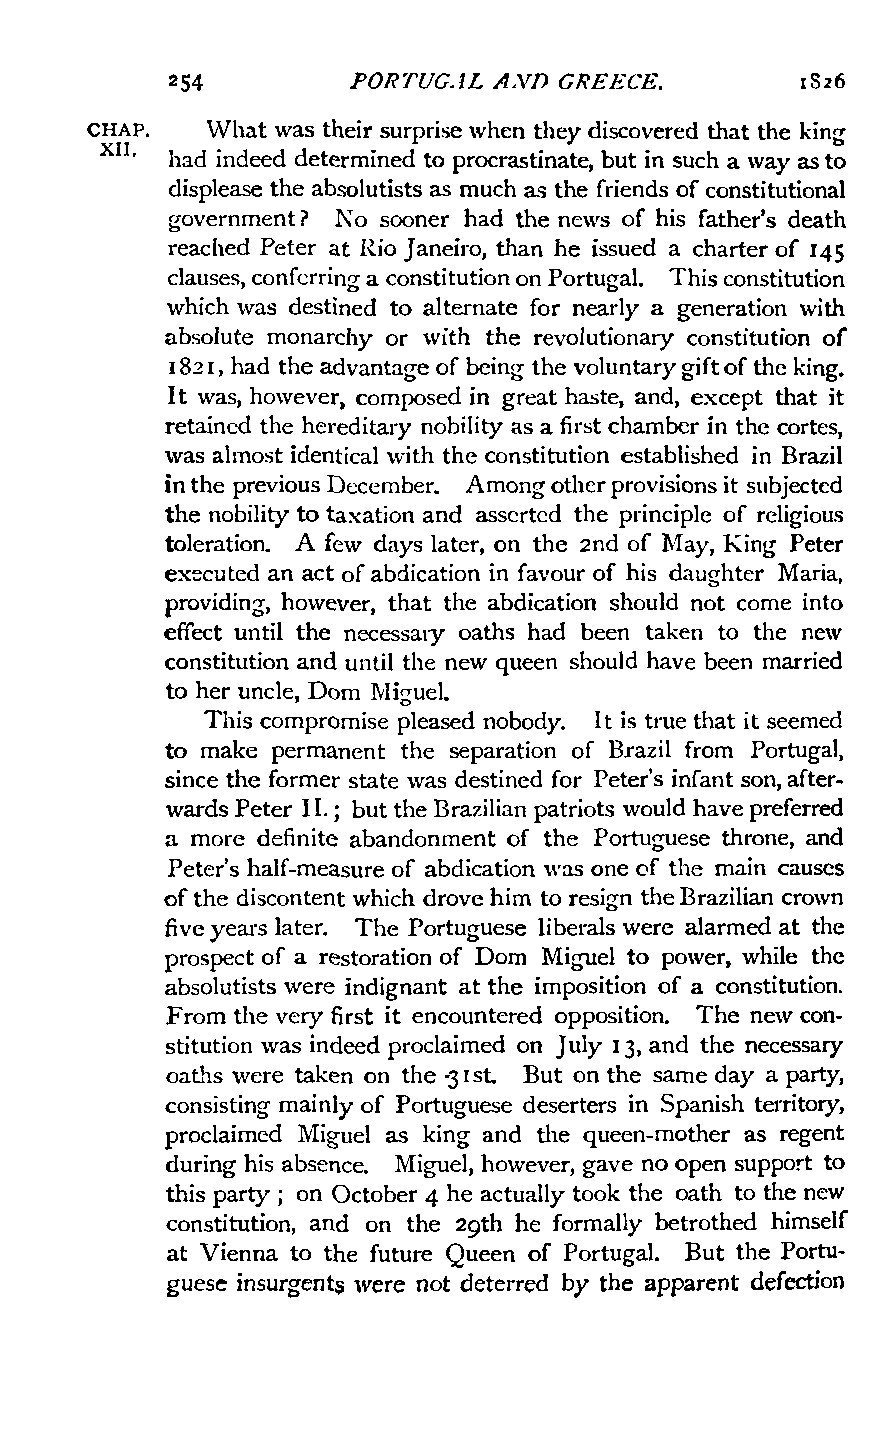 254 PORTUGAL AND GREECE. 1826
CHAP. XII.
What was their surprise when they discovered that the king
had indeed determined to procrastinate, but in such a way as to
displease the absolutists as much as the friends of constitutional
government? No sooner had the news of his father's death
reached Peter at Rio Janeiro, than he issued a charter of 145
clauses, conferring a constitution on Portugal. This constitution
which was destined to alternate for nearly a generation with
absolute monarchy or with the revolutionary constitution of
1821, had the advantage of being the voluntary gift of the king.
It was, however, composed in great haste, and, except that it
retained the hereditary nobility as a first chamber in the cortes,
was almost identical with the constitution established in Brazil
in the previous December. Among other provisions it subjected
the nobility to taxation and asserted the principle of religious
toleration. A few days later, on the 2nd of May, King Peter
executed an act of abdication in favour of his daughter Maria,
providing, however, that the abdication should not come into
effect until the necessary oaths had been taken to the new
constitution and until the new queen should have been married
to her uncle, Dom Miguel.
This compromise pleased nobody. It is true that it seemed
to make permanent the separation of Brazil from Portugal,
since the former state was destined for Peter's infant son, after-
wards Peter II.; but the Brazilian patriots would have preferred
a more definite abandonment of the Portuguese throne, and
Peter's half-measure of abdication was one of the main causes
of the discontent which drove him to resign the Brazilian crown
five years later. The Portuguese liberals were alarmed at the
prospect of a restoration of Dom Miguel to power, while the
absolutists were indignant at the imposition of a constitution.
From the very first it encountered opposition. The new con-
stitution was indeed proclaimed on July 13, and the necessary
oaths were taken on the 31st. But on the same day a party,
consisting mainly of Portuguese deserters in Spanish territory,
proclaimed Miguel as king and the queen-mother as regent
during his absence. Miguel, however, gave no open support to
this party; on October 4 he actually took the oath to the new
constitution, and on the 29th he formally betrothed himself
at Vienna to the future Queen of Portugal. But the Portu-
guese insurgents were not deterred by the apparent defection